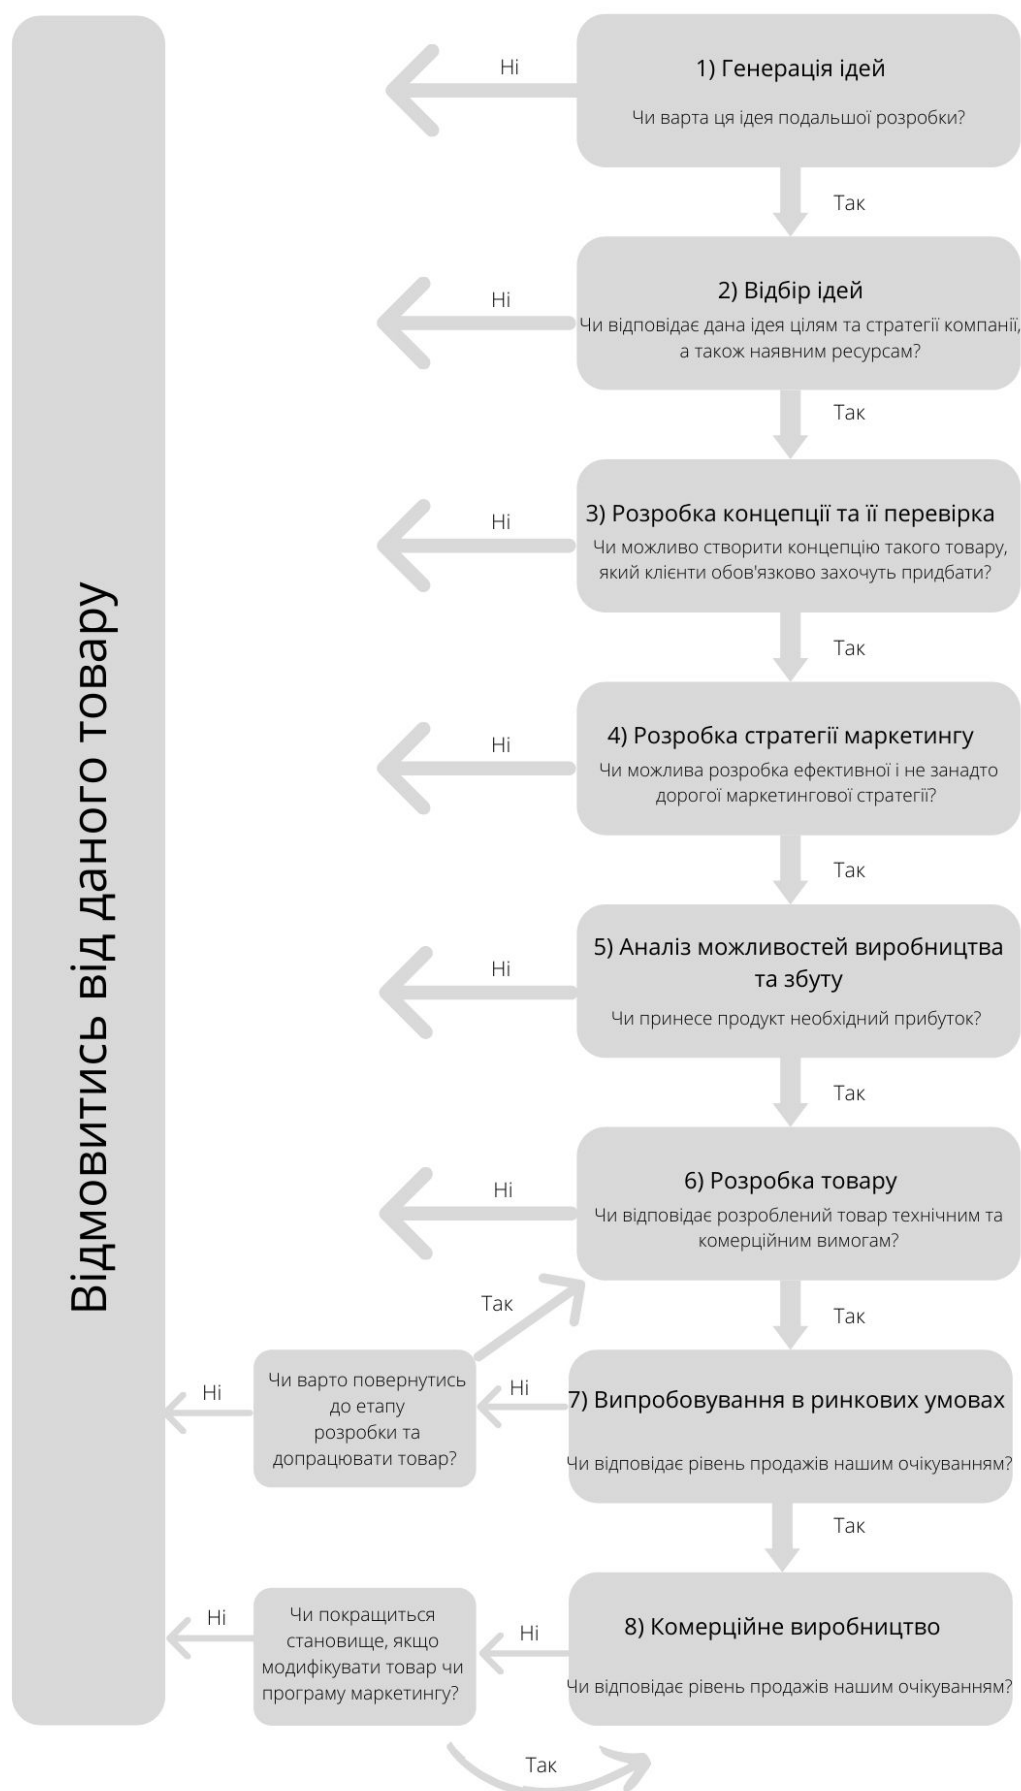 Відмовитись від даного товару
1) Генерація ідей
Чи варта ця ідея подальшої розробки?
Ні
Так
2) Відбір ідей
Чи відповідає дана ідея цілям та стратегії компанії,
а також наявним ресурсам?
Ні
Так
3) Розробка концепції та її перевірка
Чи можливо створити концепцію такого товару,
який клієнти обов'язково захочуть придбати?
Ні
Так
4) Розробка стратегії маркетингу
Чи можлива розробка ефективної і не занадто
дорогої маркетингової стратегії?
Ні
Так
5) Аналіз можливостей виробництва
та збуту
Чи принесе продукт необхідний прибуток?
Ні
Так
6) Розробка товару
Чи відповідає розроблений товар технічним та
комерційним вимогам?
Ні
Так
7) Випробовування в ринкових умовах
Чи відповідає рівень продажів нашим очікуванням?
Ні
Чи варто повернутись
до етапу
розробки та
допрацювати товар?
Так
Ні
Так
8) Комерційне виробництво
Чи відповідає рівень продажів нашим очікуванням?
Ні
Чи покращиться
становище, якщо
модифікувати товар чи
програму маркетингу?
Ні
Так